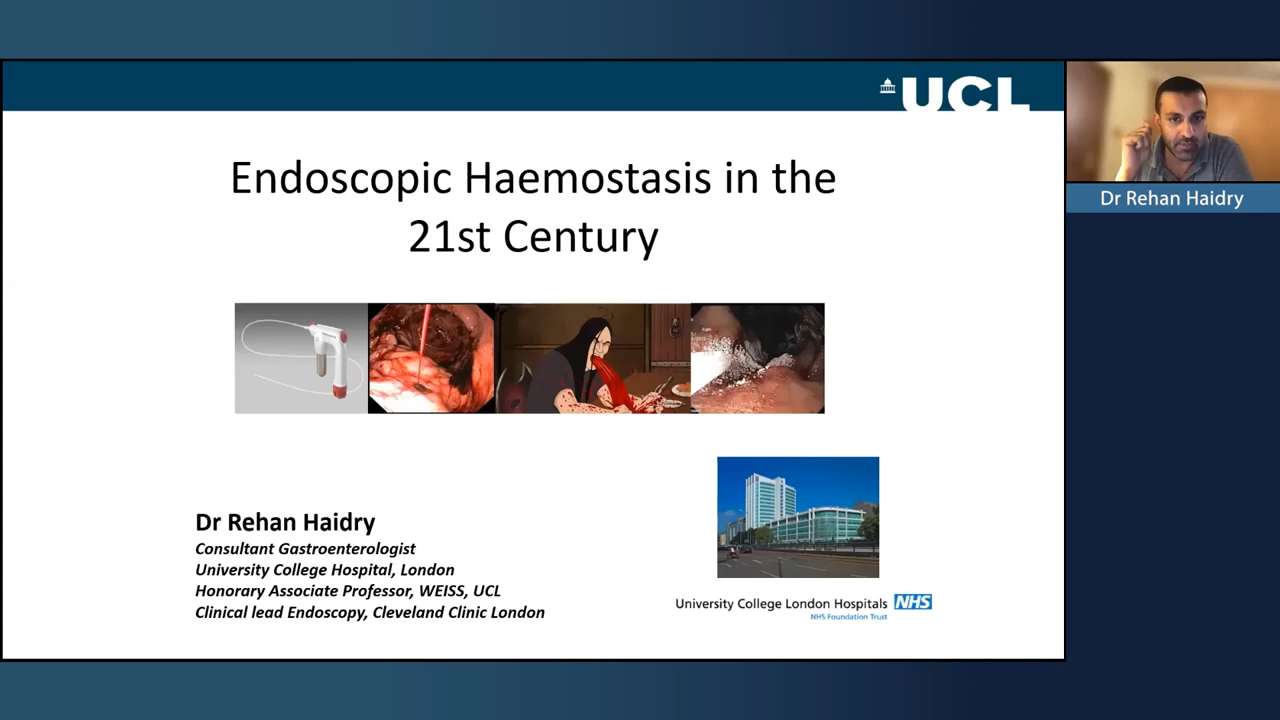 UCL
Endoscopic Haemostasis in the
21st Century
Dr Rehan Haidry
Consultant Gastroenterologist
University College Hospital, London
Honorary Associate Professor, WEISS, UCL
Clinical lead Endoscopy, Cleveland Clinic London
University College London Hospitals NHS
NHS Foundation Trust
Dr Rehan Haidry